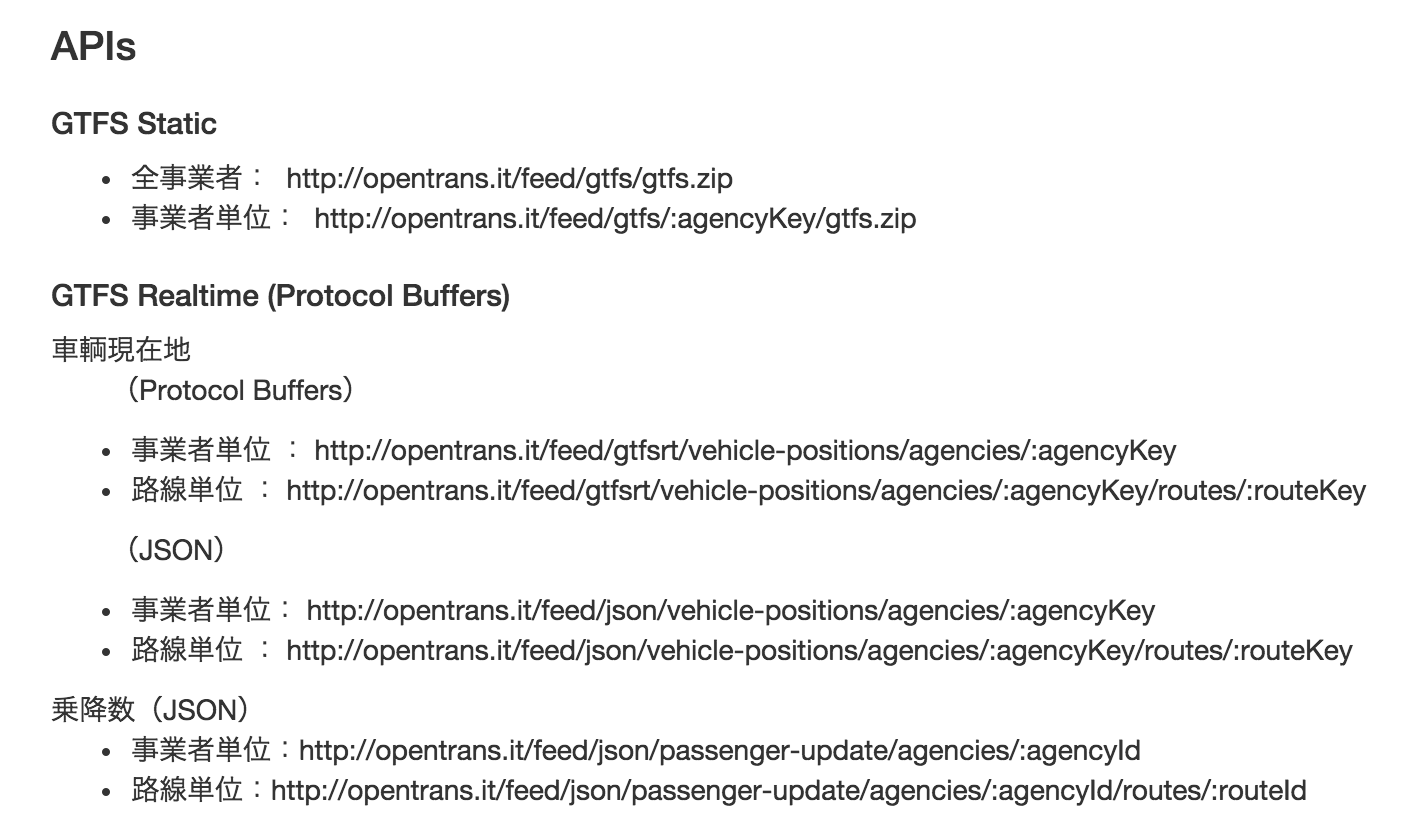 APIs
GTFS Static
• 全事業者： http://opentrans.it/feed/gtfs/gtfs.zip
• 事業者単位： http://opentrans.it/feed/gtfs/:agencyKey/gtfs.zip
GTFS Realtime (Protocol Buffers)
車輌現在地
（Protocol Buffers）
• 事業者単位 ： http://opentrans.it/feed/gtfsrt/vehicle-positions/agencies/:agencyKey
• 路線単位 ： http://opentrans.it/feed/gtfsrt/vehicle-positions/agencies/:agencyKey/routes/:routeKey
（JSON）
• 事業者単位： http://opentrans.it/feed/json/vehicle-positions/agencies/:agencyKey
• 路線単位 ： http://opentrans.it/feed/json/vehicle-positions/agencies/:agencyKey/routes/:routeKey
乗降数（JSON）
• 事業者単位：http://opentrans.it/feed/json/passenger-update/agencies/:agencyId
• 路線単位：http://opentrans.it/feed/json/passenger-update/agencies/:agencyId/routes/:routeId